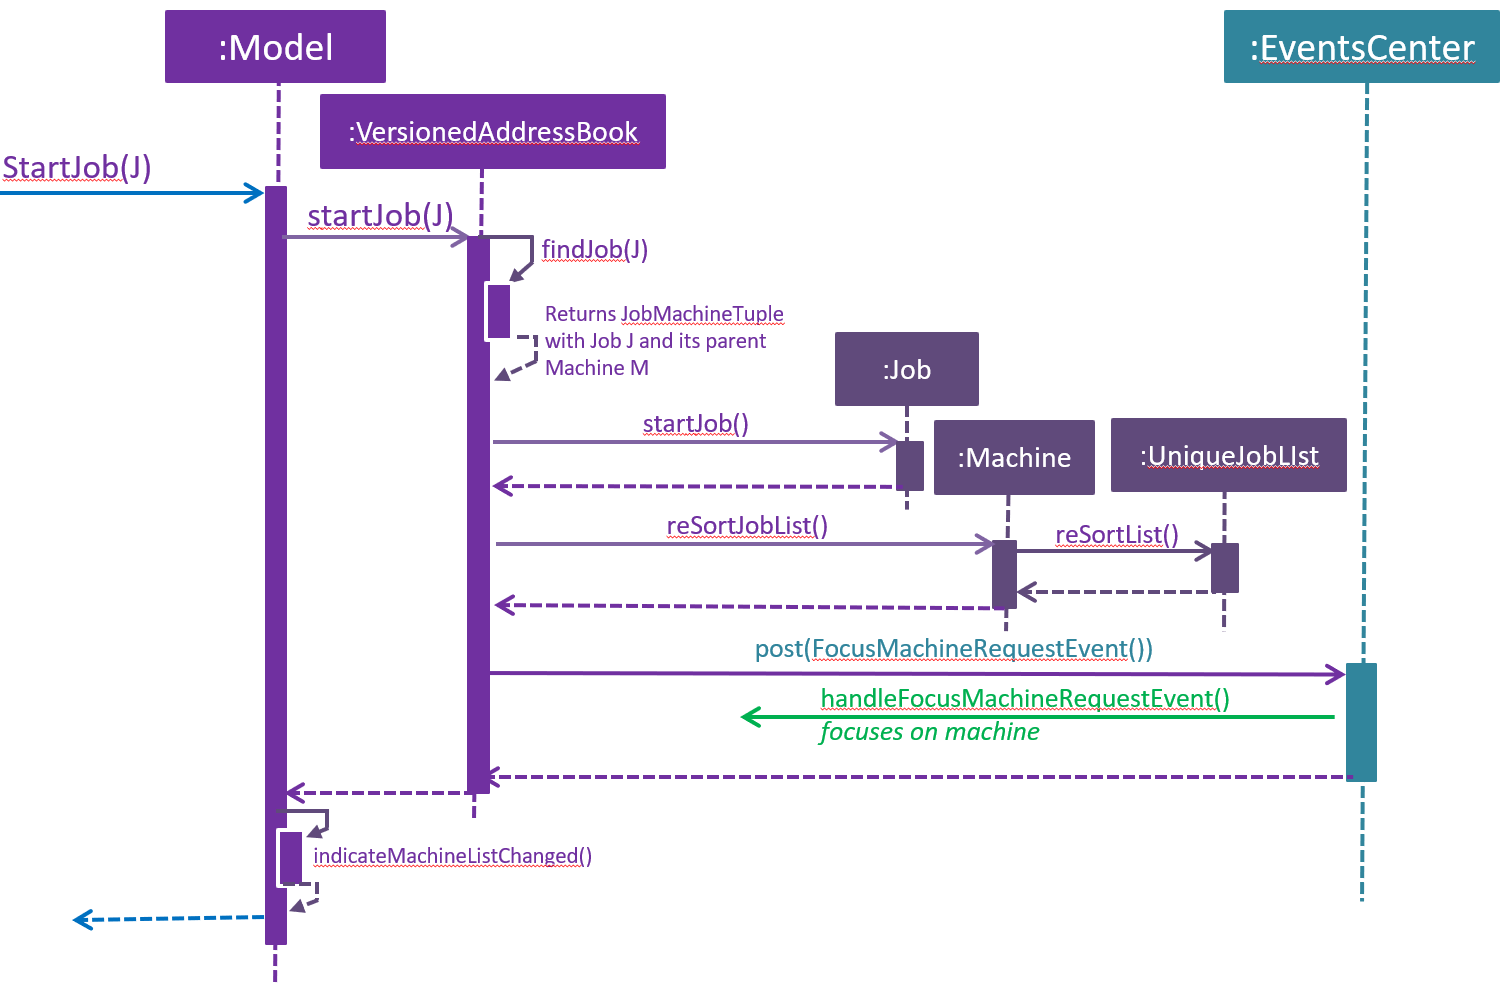 :Model
:EventsCenter
:VersionedAddressBook
StartJob(J)
startJob(J)
findJob(J)
Returns JobMachineTuple
with Job J and its parent
Machine M
:Job
startJob()
:Machine
:UniqueJobLIst
reSortJobList()
reSortList()
post(FocusMachineRequestEvent())
handleFocusMachineRequestEvent()
focuses on machine
indicateMachineListChanged()